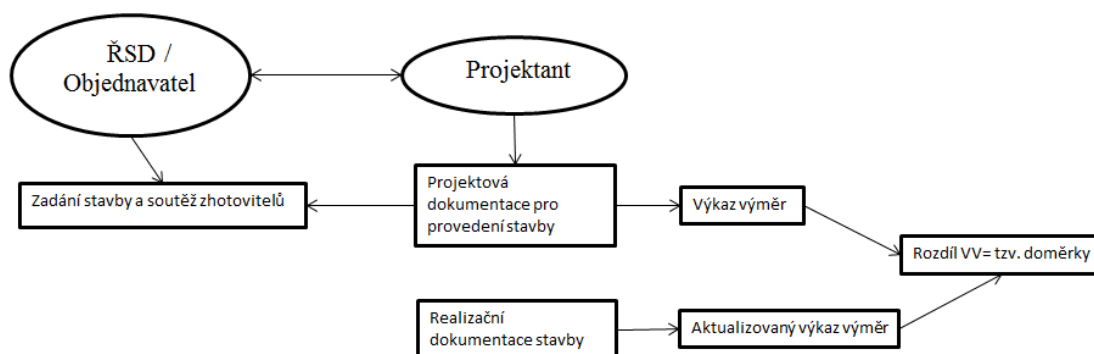 ŘSD /
Objednavatel
Projektant
Zadání stavby a soutěž zhotovitelů
Projektová
dokumentace pro
provedení stavby
Výkaz výměr
Rozdíl VV= tzv. doměrky
Realizační
dokumentace stavby
Aktualizovaný výkaz výměr